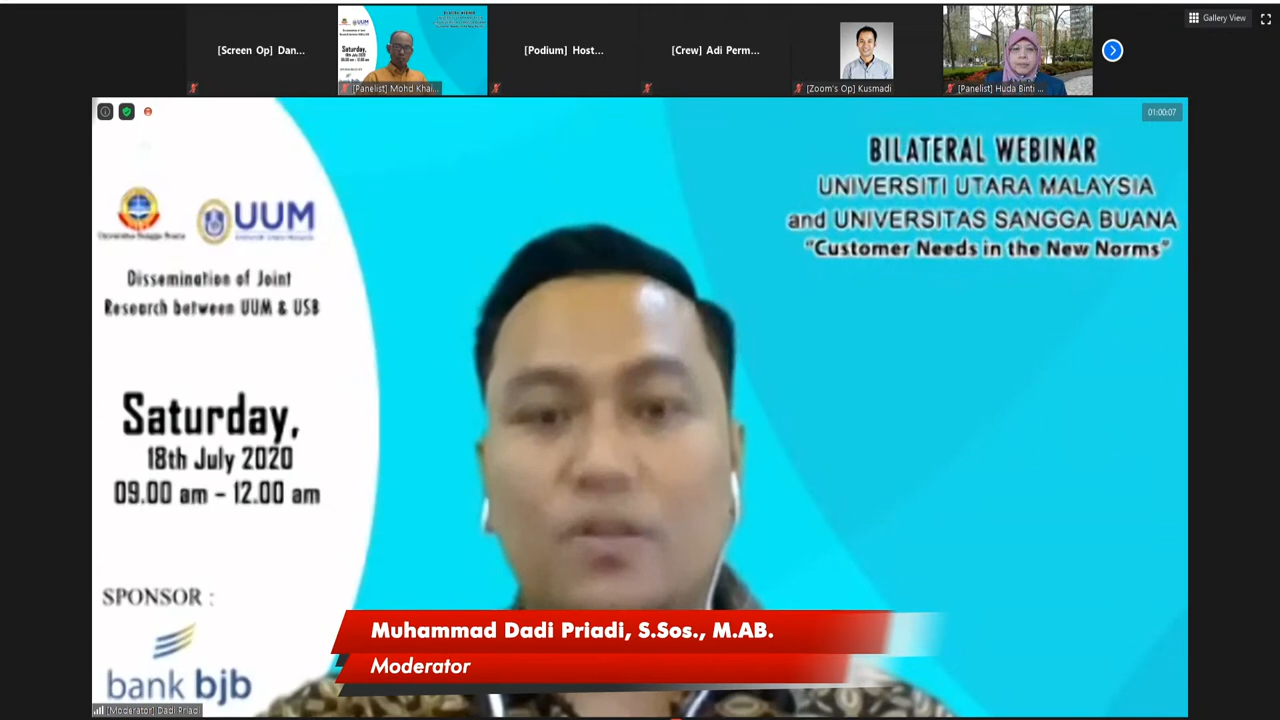 Gallery View
[Screen Op] Dan...
[Podium] Host...
[Crew] Adi Perm...
[Panelist] Mohd Khai...
[Zoom's Op] Kusmadi
[Panelist] Huda Binti ...
01:00:07
BILATERAL WEBINAR
UNIVERSITI UTARA MALAYSIA
and UNIVERSITAS SANGGA BUANA
"Customer Needs in the New Norms"
Universitas Sangga Buana
UUM
Dissemination of Joint
Research between UUM & USB
Saturday,
18th July 2020
09.00 am - 12.00 am
SPONSOR :
bank bjb
Muhammad Dadi Priadi, S.Sos., M.AB.
Moderator
[Moderator] Dadi Priadi